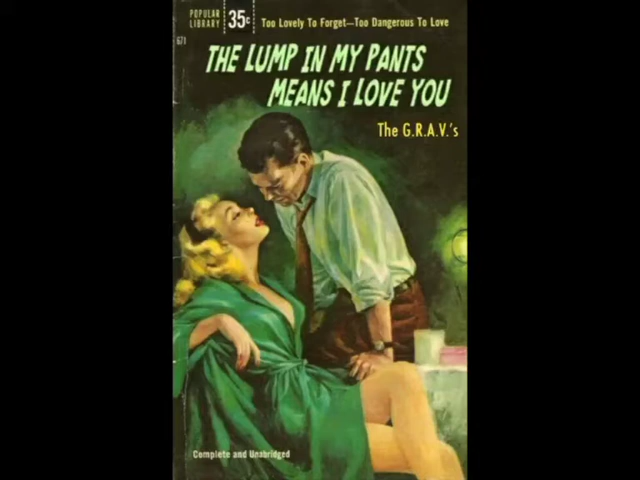 POPULAR
LIBRARY
35c
Too Lovely To Forget—Too Dangerous To Love
671
THE LUMP IN MY PANTS
MEANS I LOVE YOU
The G.R.A.V.'s
Complete and Unabridged